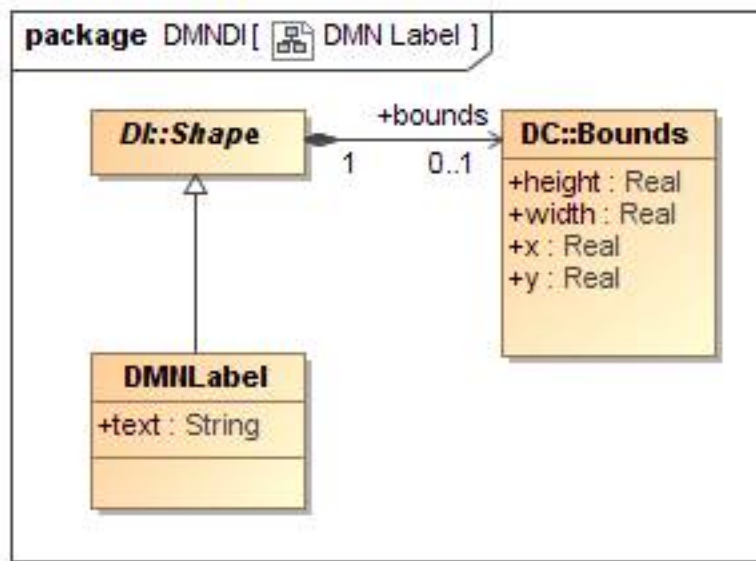 package DMNDI[ DMN Label ]
DI::Shape
+bounds
1
0..1
DC::Bounds
+height : Real
+width : Real
+x : Real
+y : Real
DMNLabel
+text : String